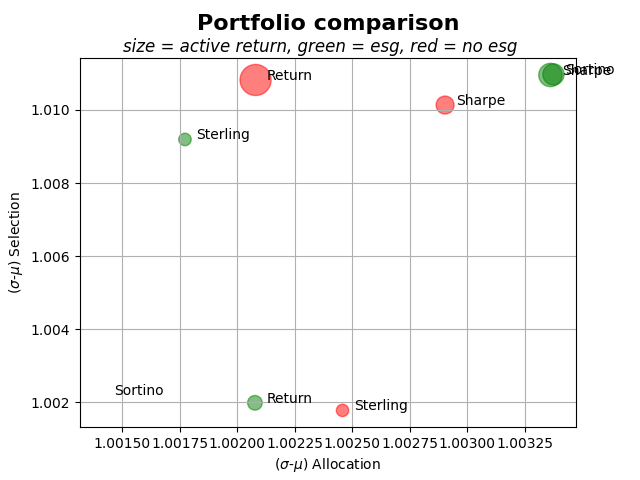 Portfolio comparison
size = active return, green = esg, red = no esg
Return
Sortino
Sharpe
Sharpe
Sterling
Sortino
Return
Sterling
1.010
1.008
1.006
1.004
1.002
(σ-μ) Selection
1.00150 1.00175 1.00200 1.00225 1.00250 1.00275 1.00300 1.00325
(σ-μ) Allocation